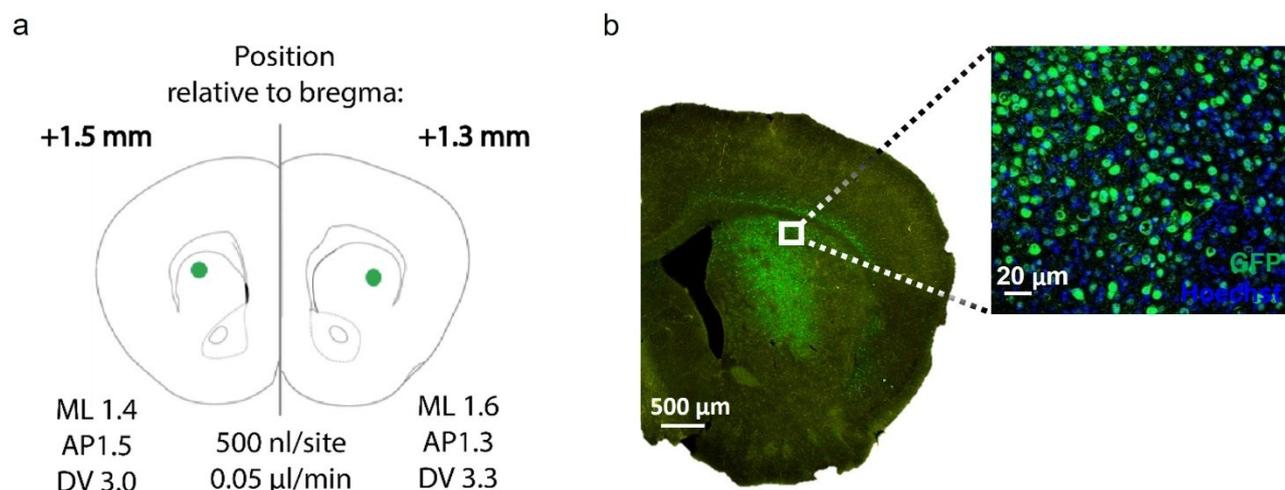 a
Position
relative to bregma:
+1.5 mm
+1.3 mm
ML 1.4
AP1.5
DV 3.0
500 nl/site
0.05 µl/min
ML 1.6
AP1.3
DV 3.3
b
500 µm
GFP
20 µm
Hoechst